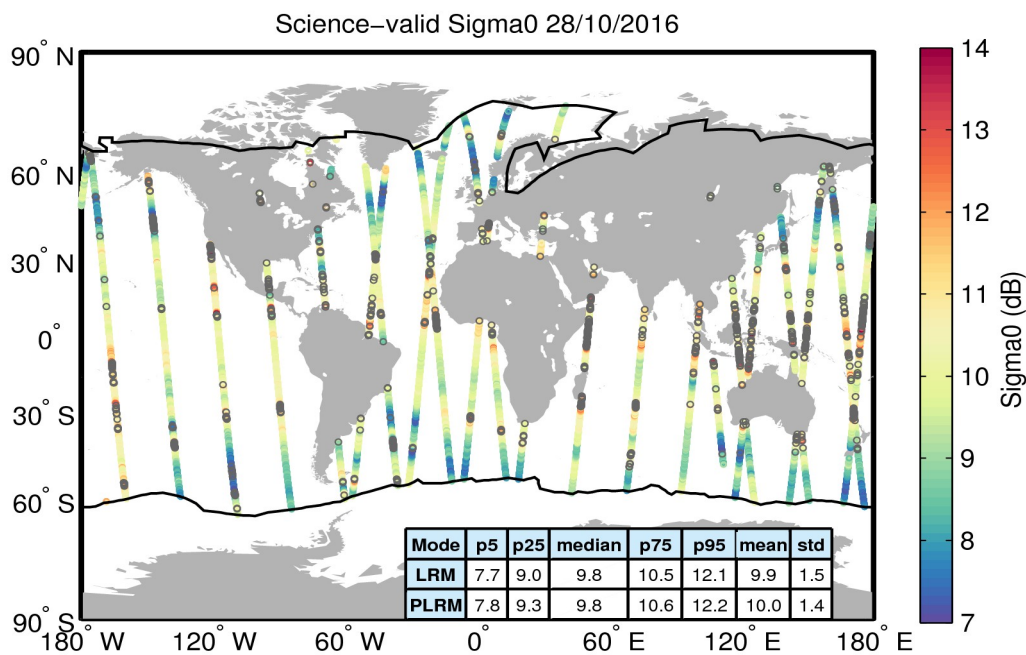 Science−valid Sigma0 28/10/2016
90° N
60° N
30° N
0°
30° S
60° S
90° S
180° W
120° W
60° W
0°
60° E
120° E
180° E
Mode p5 p25 median p75 p95 mean std
LRM 7.7 9.0 9.8 10.5 12.1 9.9 1.5
PLRM 7.8 9.3 9.8 10.6 12.2 10.0 1.4
14
13
12
11
10
9
8
7
Sigma0 (dB)